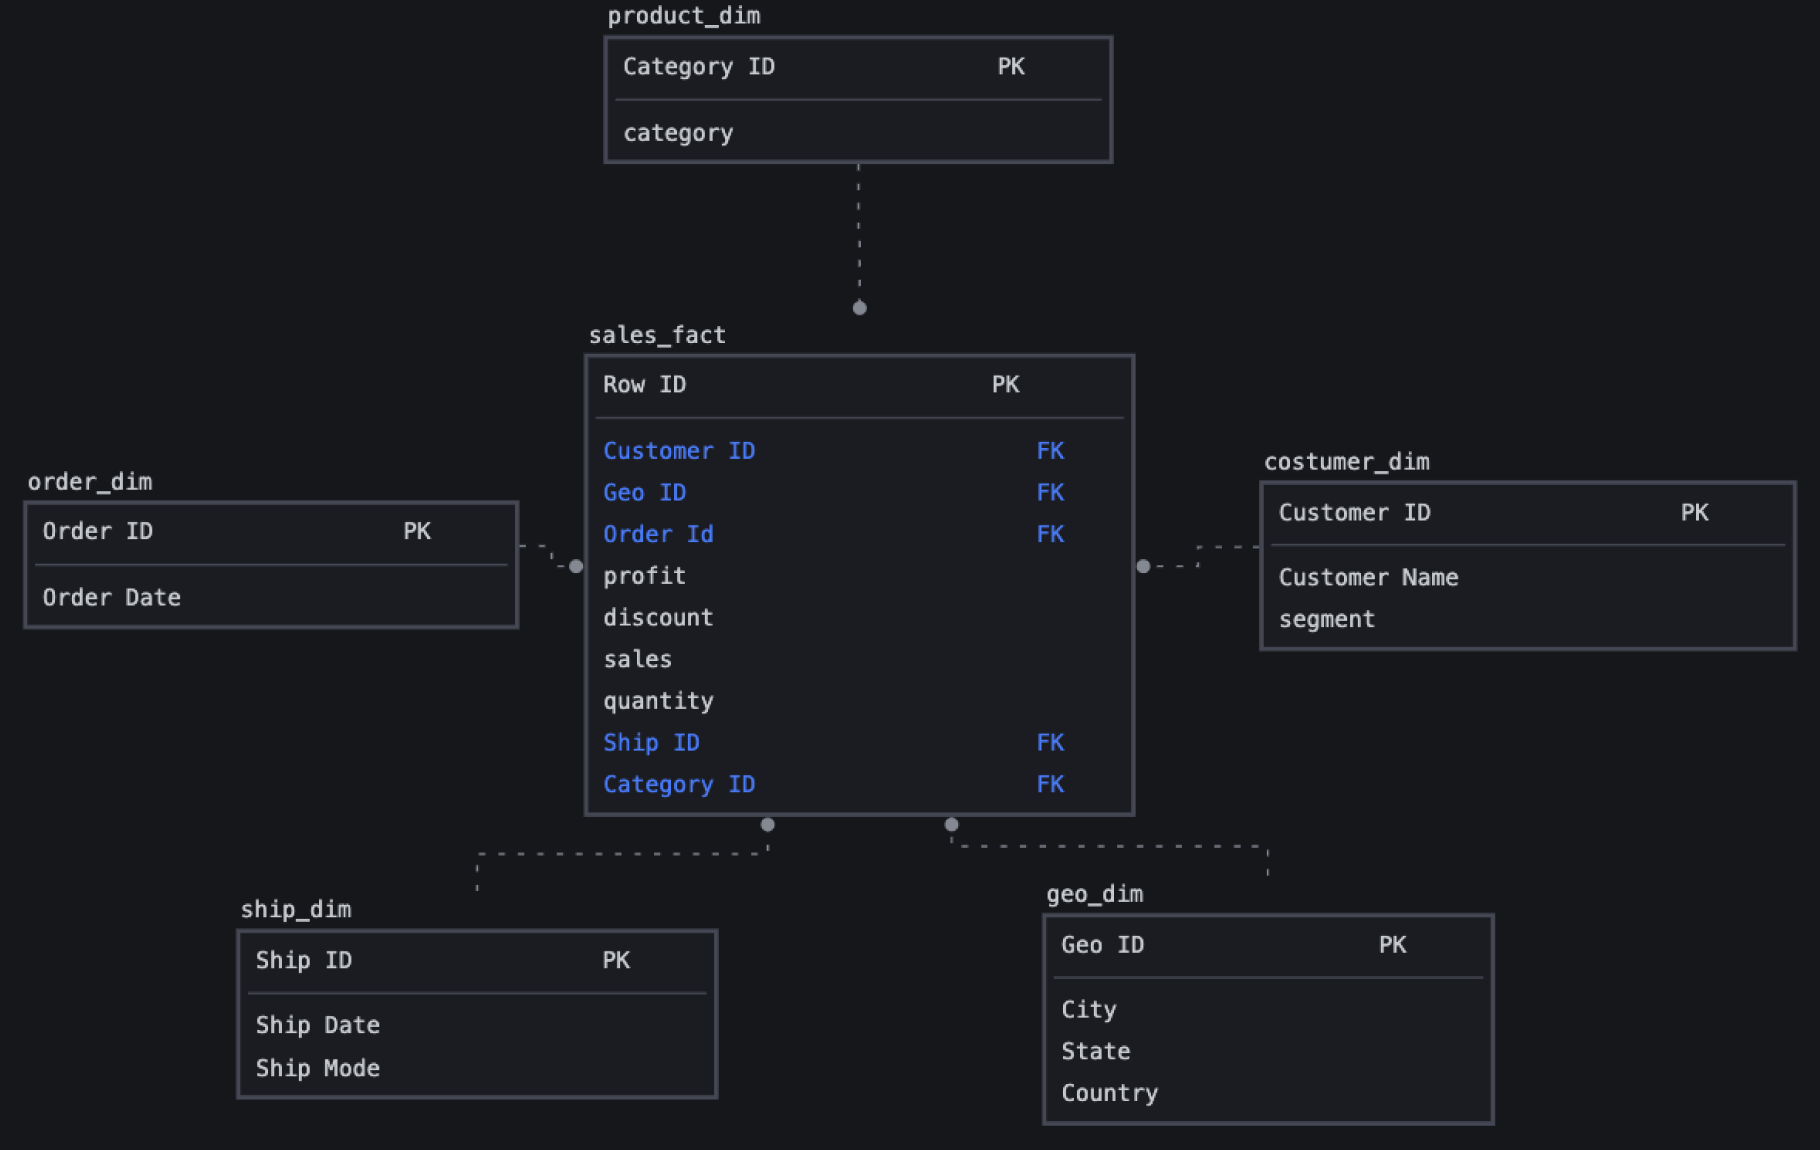 product_dim
Category ID PK
category
sales_fact
Row ID PK
Customer ID FK
Geo ID FK
Order Id FK
profit
discount
sales
quantity
Ship ID FK
Category ID FK
order_dim
Order ID PK
Order Date
costumer_dim
Customer ID PK
Customer Name
segment
ship_dim
Ship ID PK
Ship Date
Ship Mode
geo_dim
Geo ID PK
City
State
Country